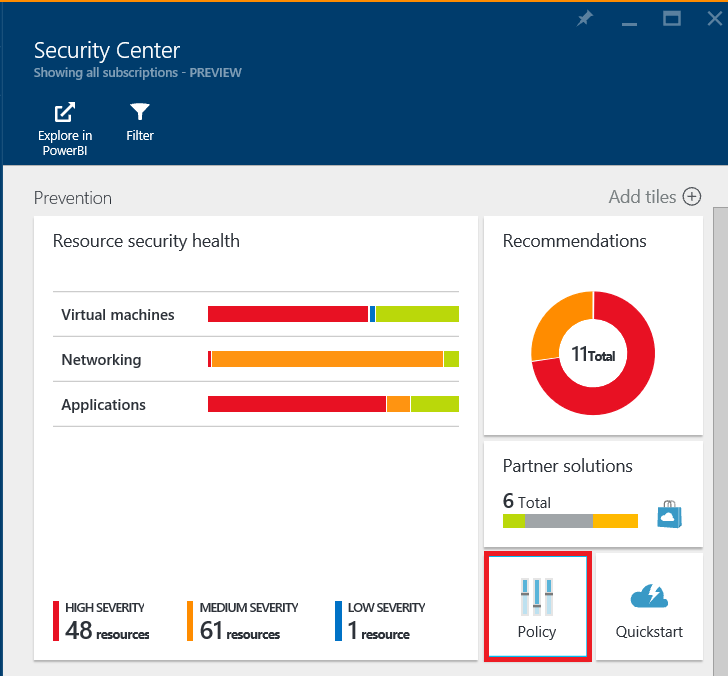 Security Center
Showing all subscriptions - PREVIEW
Explore in
PowerBI
Filter
Prevention
Add tiles
Resource security health
Virtual machines
Networking
Applications
HIGH SEVERITY
48 resources
MEDIUM SEVERITY
61 resources
LOW SEVERITY
1 resource
Recommendations
11 Total
Partner solutions
6 Total
Policy
Quickstart